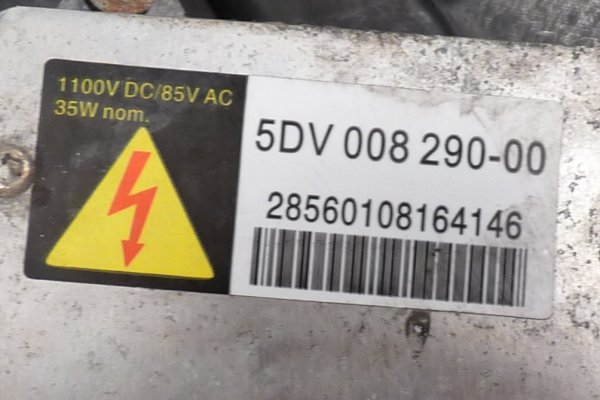 1100V DC/85V AC
35W nom.
5DV 008 290-00
28560108164146